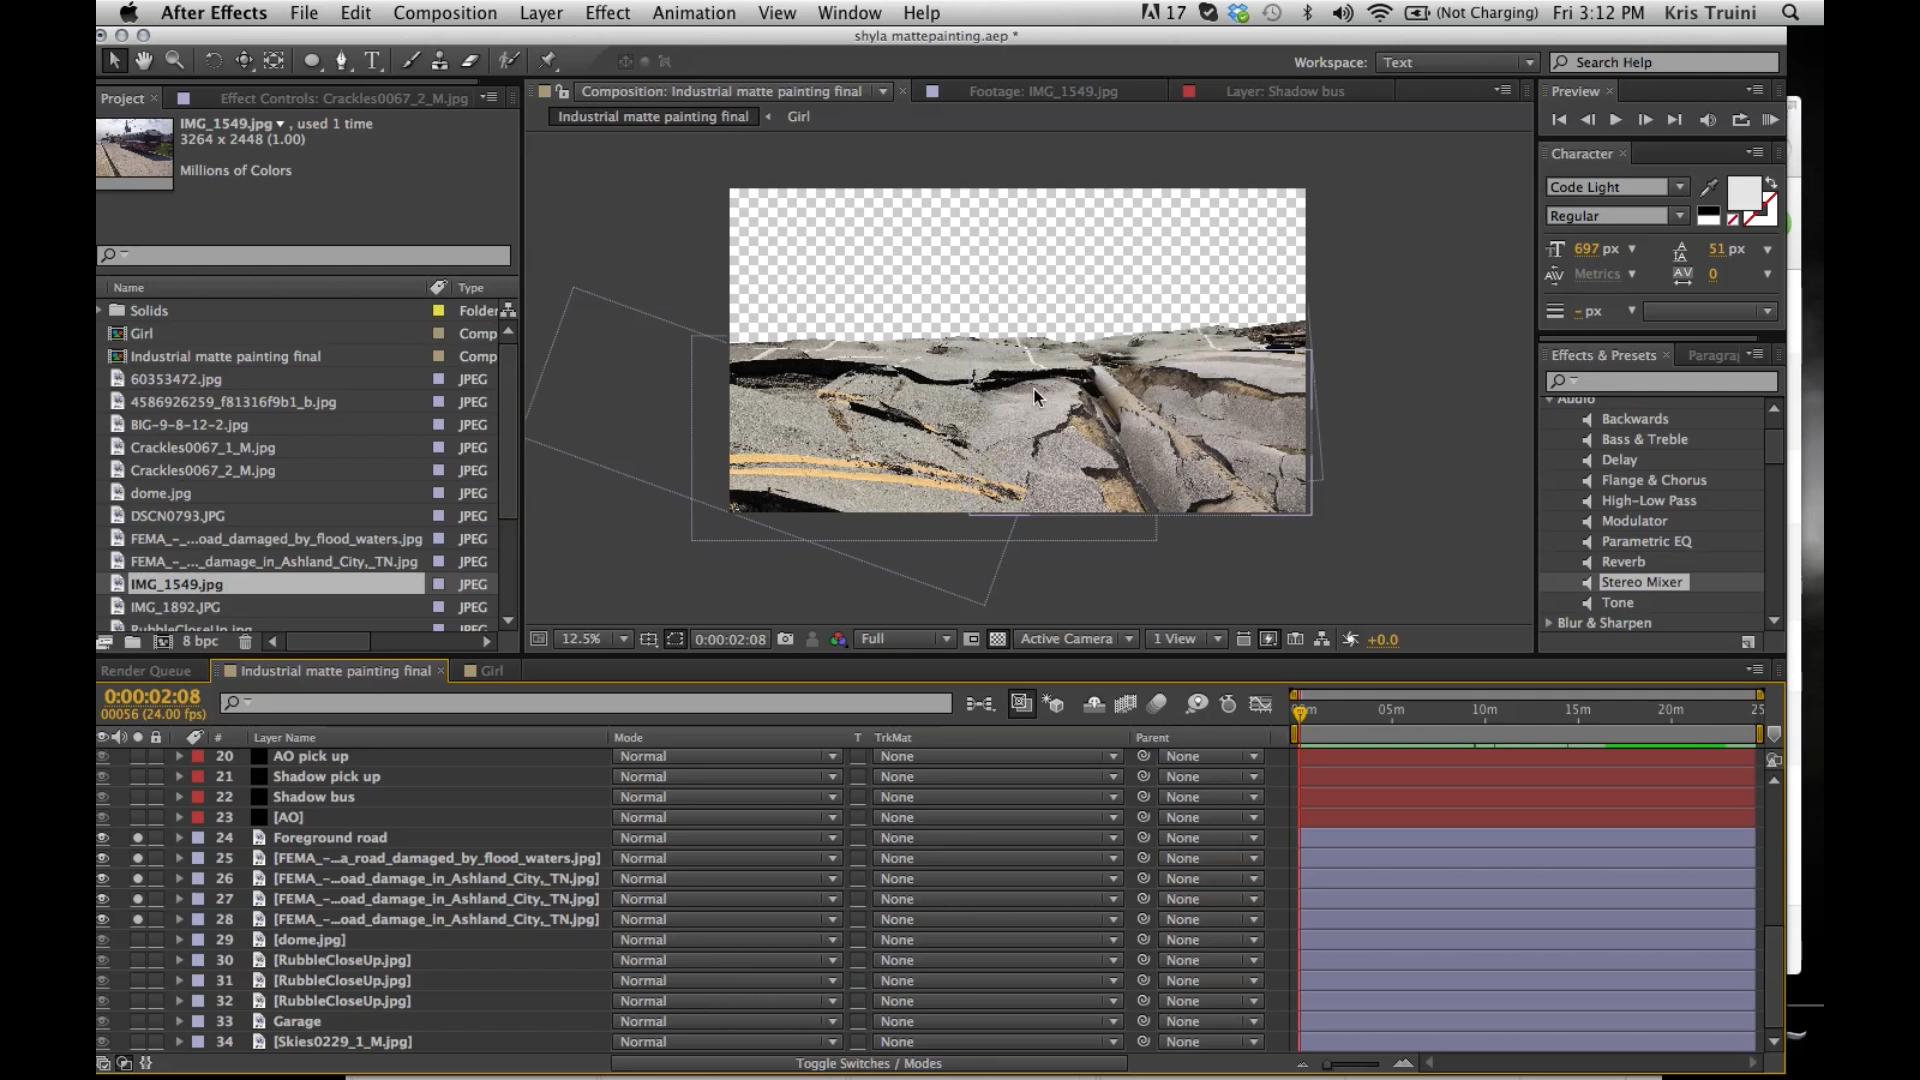 After Effects File Edit Composition Layer Effect Animation View Window Help 17 (Not Charging) Fri 3:12 PM Kris Truini
shyla mattepainting.aep *
Workspace: Text Search Help
Project Effect Controls: Crackles0067_2_M.jpg
Composition: Industrial matte painting final Footage: IMG_1549.jpg Layer: Shadow bus
Preview
Industrial matte painting final Girl
IMG_1549.jpg , used 1 time
3264 x 2448 (1.00)
Millions of Colors
Character
Code Light
Regular
697 px 51 px
Metrics 0
- px
Effects & Presets Paragra
Name Type
Solids Folder
Girl Comp
Industrial matte painting final Comp
60353472.jpg JPEG
4586926259_f81316f9b1_b.jpg JPEG
BIG-9-8-12-2.jpg JPEG
Crackles0067_1_M.jpg JPEG
Crackles0067_2_M.jpg JPEG
dome.jpg JPEG
DSCN0793.JPG JPEG
FEMA_-_...oad_damaged_by_flood_waters.jpg JPEG
FEMA_-_..._damage_in_Ashland_City,_TN.jpg JPEG
IMG_1549.jpg JPEG
IMG_1892.JPG JPEG
RubbleCloseUp.jpg JPEG
8 bpc
Audio
Backwards
Bass & Treble
Delay
Flange & Chorus
High-Low Pass
Modulator
Parametric EQ
Reverb
Stereo Mixer
Tone
Blur & Sharpen
12.5% 0:00:02:08 Full Active Camera 1 View +0.0
Render Queue Industrial matte painting final Girl
0:00:02:08
00056 (24.00 fps)
05m 10m 15m 20m 25
# Layer Name Mode T TrkMat Parent
20 AO pick up Normal None None
21 Shadow pick up Normal None None
22 Shadow bus Normal None None
23 [AO] Normal None None
24 Foreground road Normal None None
25 [FEMA_-...a_road_damaged_by_flood_waters.jpg] Normal None None
26 [FEMA_-...oad_damage_in_Ashland_City,_TN.jpg] Normal None None
27 [FEMA_-...oad_damage_in_Ashland_City,_TN.jpg] Normal None None
28 [FEMA_-...oad_damage_in_Ashland_City,_TN.jpg] Normal None None
29 [dome.jpg] Normal None None
30 [RubbleCloseUp.jpg] Normal None None
31 [RubbleCloseUp.jpg] Normal None None
32 [RubbleCloseUp.jpg] Normal None None
33 Garage Normal None None
34 [Skies0229_1_M.jpg] Normal None None
Toggle Switches / Modes